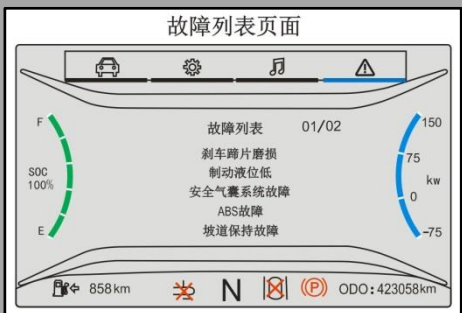 故障列表页面
F
SOC
100%
E
故障列表 01/02
刹车蹄片磨损
制动液位低
安全气囊系统故障
ABS故障
坡道保持故障
150
75
kw
0
-75
858km
N
(P)
ODO:423058km